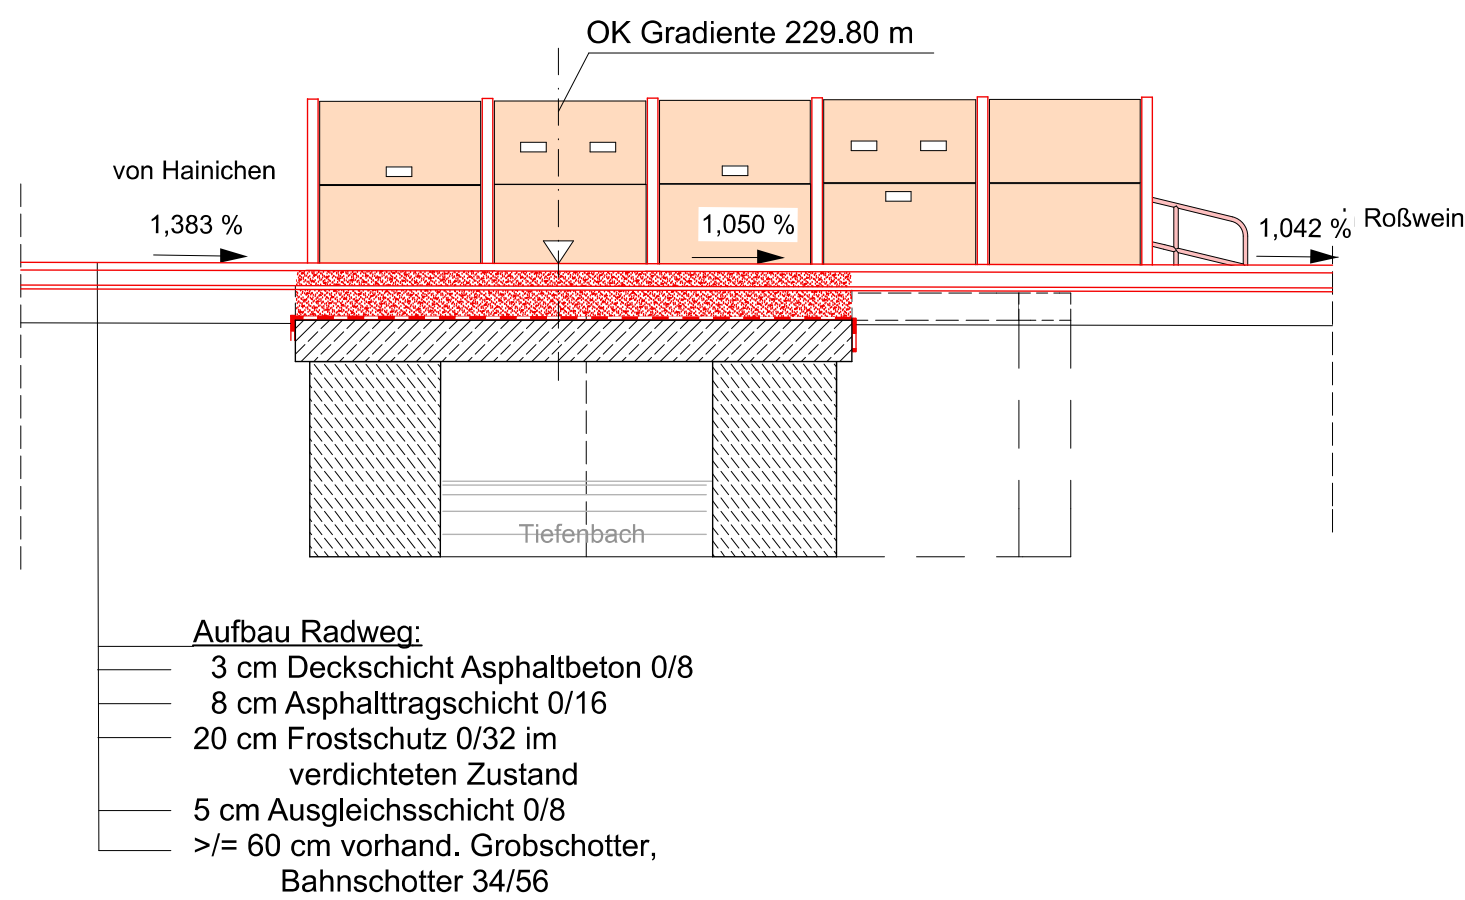 OK Gradiente 229.80 m
von Hainichen
1,383 %
1,050 %
1,042 %
Roßwein
Tiefenbach
Aufbau Radweg:
3 cm Deckschicht Asphaltbeton 0/8
8 cm Asphalttragschicht 0/16
20 cm Frostschutz 0/32 im
verdichteten Zustand
5 cm Ausgleichsschicht 0/8
>/= 60 cm vorhand. Grobschotter,
Bahnschotter 34/56